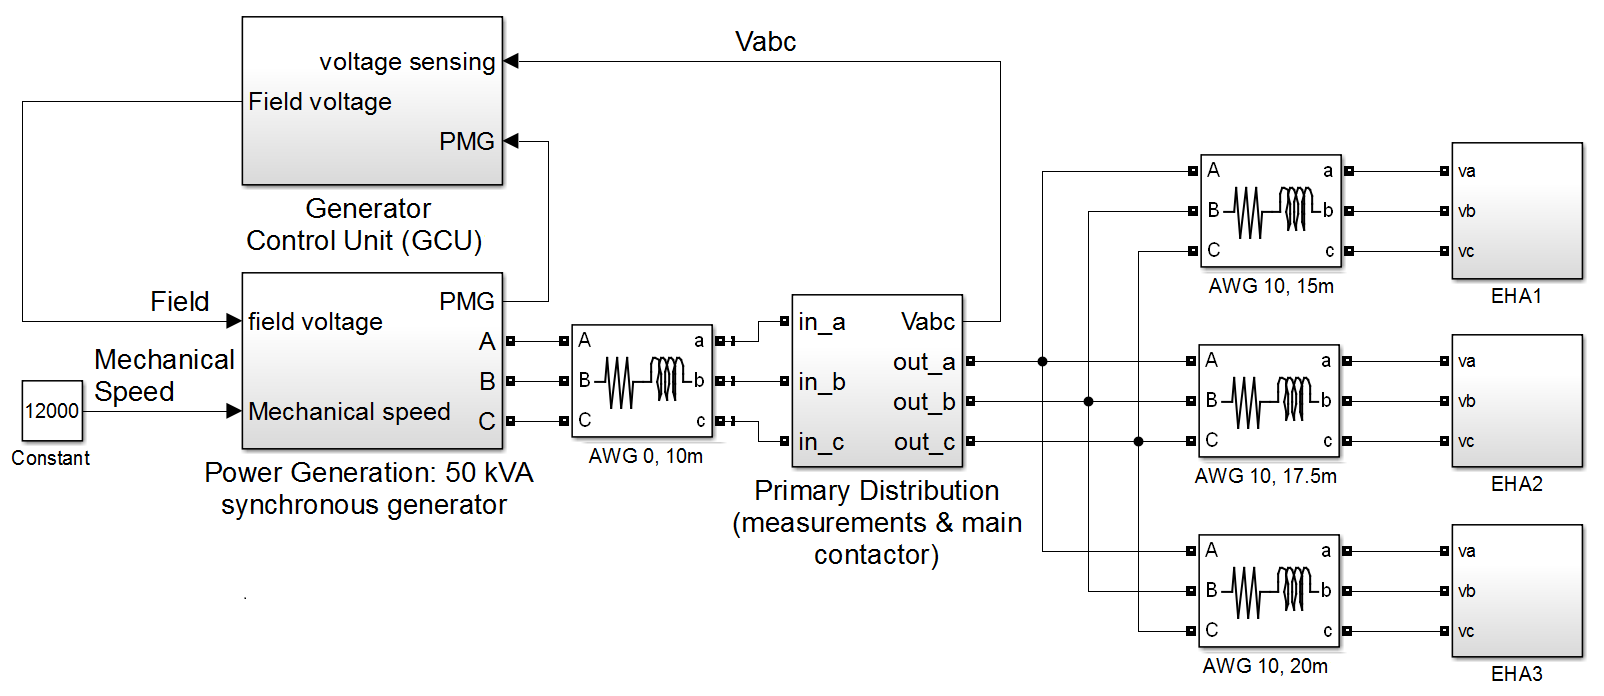 Vabc
voltage sensing
Field voltage
PMG
Generator
Control Unit (GCU)
Field
Mechanical
Speed
12000
Constant
PMG
field voltage
A
B
Mechanical speed
C
Power Generation: 50 kVA
synchronous generator
A a
B b
C c
AWG 0, 10m
in_a Vabc
out_a
in_b
out_b
in_c out_c
Primary Distribution
(measurements & main
contactor)
A a
B b
C c
AWG 10, 15m
va
vb
vc
EHA1
A a
B b
C c
AWG 10, 17.5m
va
vb
vc
EHA2
A a
B b
C c
AWG 10, 20m
va
vb
vc
EHA3